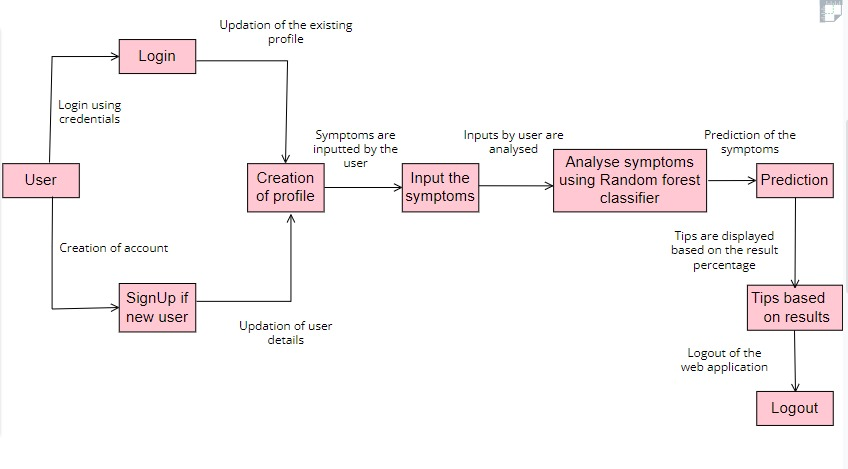 Updation of the existing
profile
Login
Login using
credentials
Symptoms are
inputted by the
user
Inputs by user are
analysed
Prediction of the
symptoms
User
Creation
of profile
Input the
symptoms
Analyse symptoms
using Random forest
classifier
Prediction
Creation of account
Tips are displayed
based on the result
percentage
SignUp if
new user
Updation of user
details
Tips based
on results
Logout of the
web application
Logout